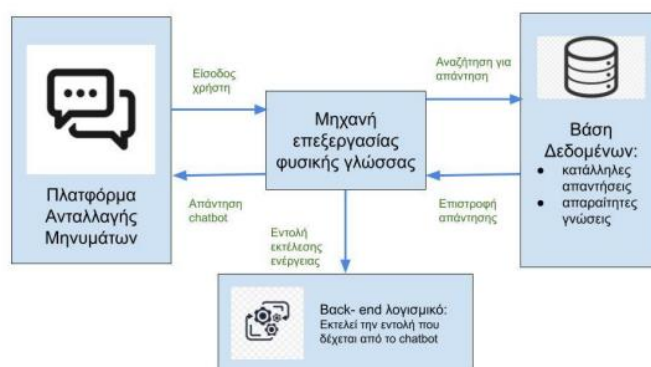 Είσοδος
χρήστη
Αναζήτηση για
απάντηση
Μηχανή
επεξεργασίας
φυσικής γλώσσας
Βάση
Δεδομένων:
● κατάλληλες
απαντήσεις
● απαραίτητες
γνώσεις
Πλατφόρμα
Ανταλλαγής
Μηνυμάτων
Απάντηση
chatbot
Επιστροφή
απάντησης
Εντολή
εκτέλεσης
ενέργειας
Back- end λογισμικό:
Εκτελεί την εντολή που
δέχεται από το chatbot